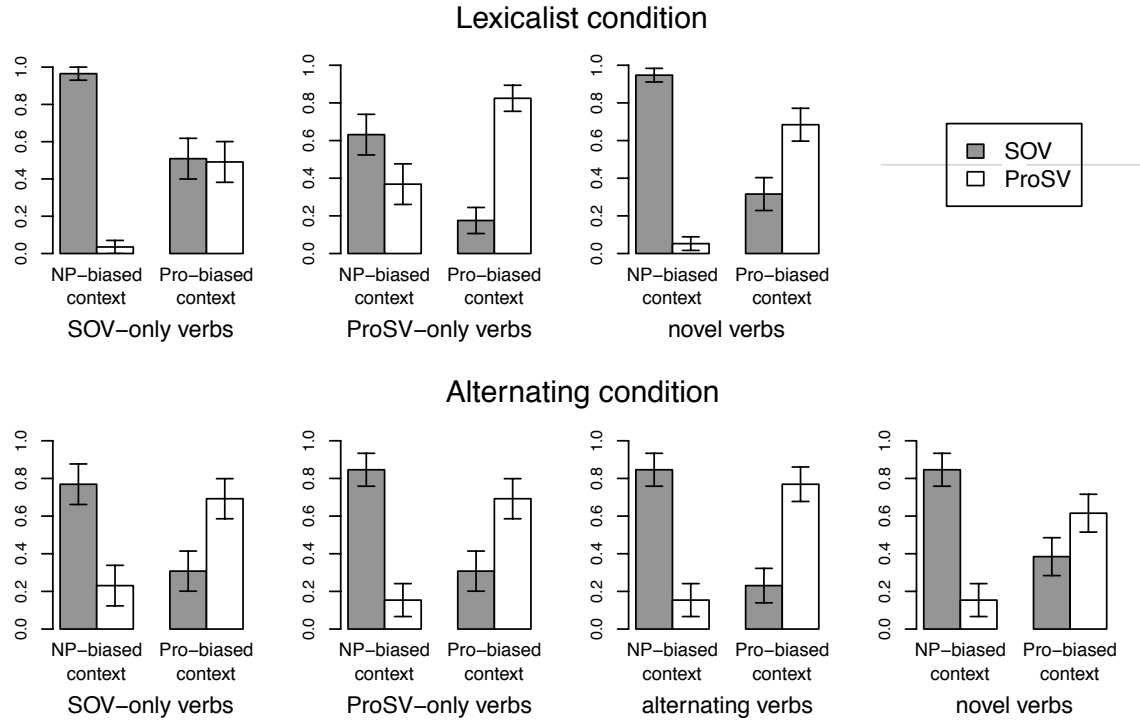 Lexicalist condition
0.0 0.2 0.4 0.6 0.8 1.0
NP−biased context
Pro−biased context
SOV−only verbs
0.0 0.2 0.4 0.6 0.8 1.0
NP−biased context
Pro−biased context
ProSV−only verbs
0.0 0.2 0.4 0.6 0.8 1.0
NP−biased context
Pro−biased context
novel verbs
SOV
ProSV
Alternating condition
0.0 0.2 0.4 0.6 0.8 1.0
NP−biased context
Pro−biased context
SOV−only verbs
0.0 0.2 0.4 0.6 0.8 1.0
NP−biased context
Pro−biased context
ProSV−only verbs
0.0 0.2 0.4 0.6 0.8 1.0
NP−biased context
Pro−biased context
alternating verbs
0.0 0.2 0.4 0.6 0.8 1.0
NP−biased context
Pro−biased context
novel verbs